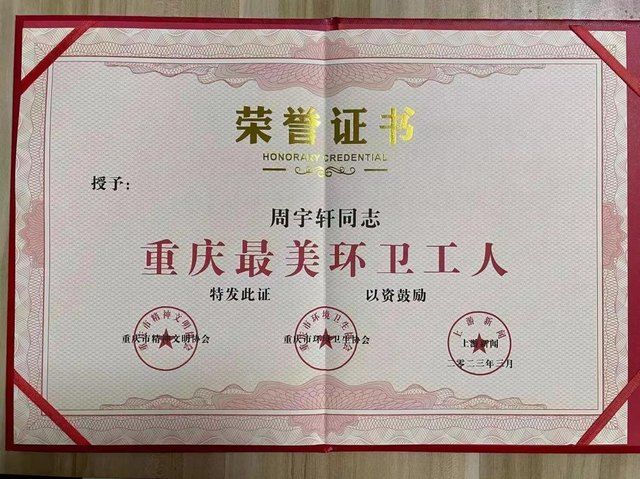 荣誉证书
HONORARY CREDENTIAL
授予：
周宇轩同志
重庆最美环卫工人
特发此证 以资鼓励
重庆市精神文明协会 重庆市环境卫生协会 上游新闻
二〇二三年三月